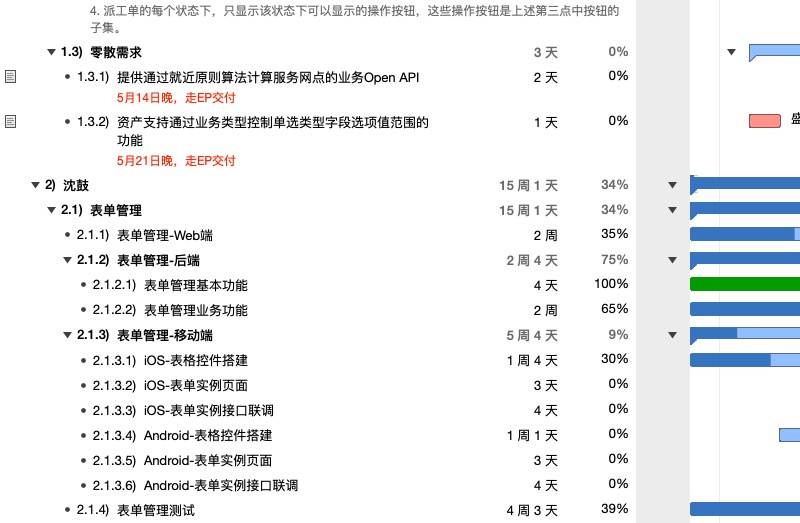 4. 派工单的每个状态下，只显示该状态下可以显示的操作按钮，这些操作按钮是上述第三点中按钮的
子集。
1.3) 零散需求 3 天 0%
1.3.1) 提供通过就近原则算法计算服务网点的业务Open API 2 天 0%
5月14日晚，走EP交付
1.3.2) 资产支持通过业务类型控制单选类型字段选项值范围的 1 天 0%
功能
5月21日晚，走EP交付
2) 沈鼓 15 周 1 天 34%
2.1) 表单管理 15 周 1 天 34%
2.1.1) 表单管理-Web端 2 周 35%
2.1.2) 表单管理-后端 2 周 4 天 75%
2.1.2.1) 表单管理基本功能 4 天 100%
2.1.2.2) 表单管理业务功能 2 周 65%
2.1.3) 表单管理-移动端 5 周 4 天 9%
2.1.3.1) iOS-表格控件搭建 1 周 4 天 30%
2.1.3.2) iOS-表单实例页面 3 天 0%
2.1.3.3) iOS-表单实例接口联调 4 天 0%
2.1.3.4) Android-表格控件搭建 1 周 1 天 0%
2.1.3.5) Android-表单实例页面 3 天 0%
2.1.3.6) Android-表单实例接口联调 4 天 0%
2.1.4) 表单管理测试 4 周 3 天 39%